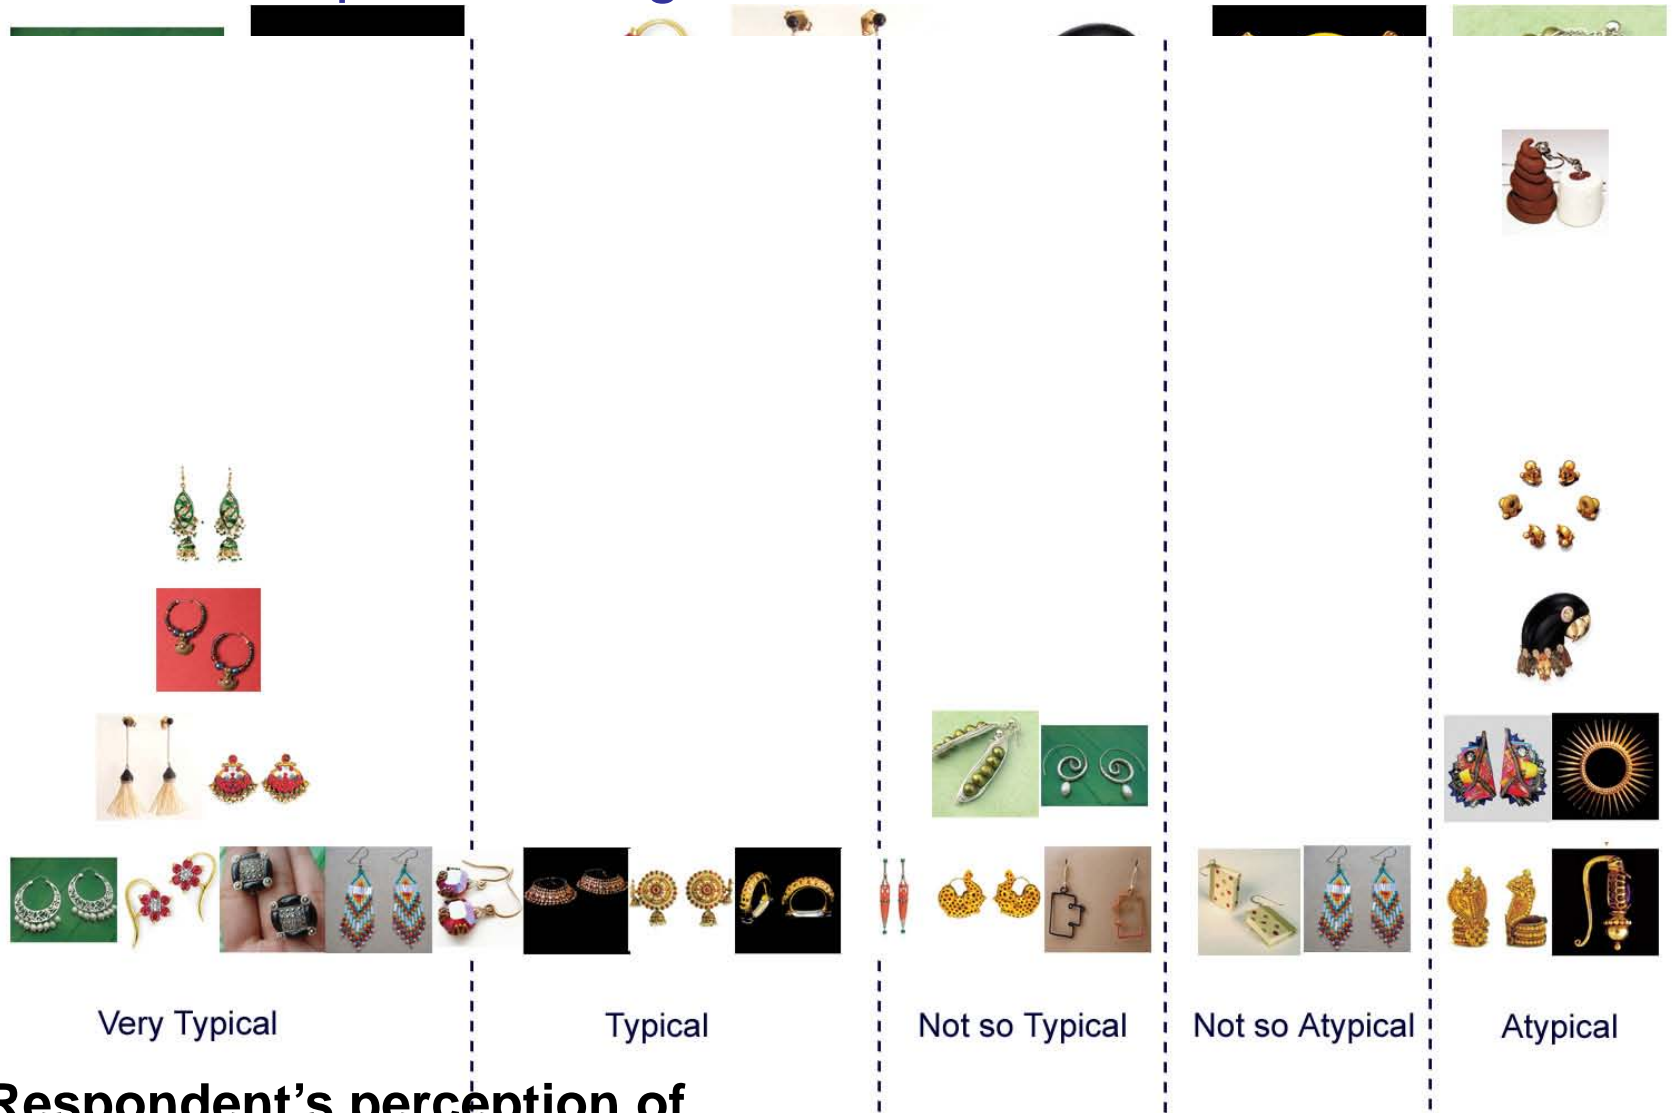 Very Typical
Typical
Not so Typical
Not so Atypical
Atypical
Respondent's perception of